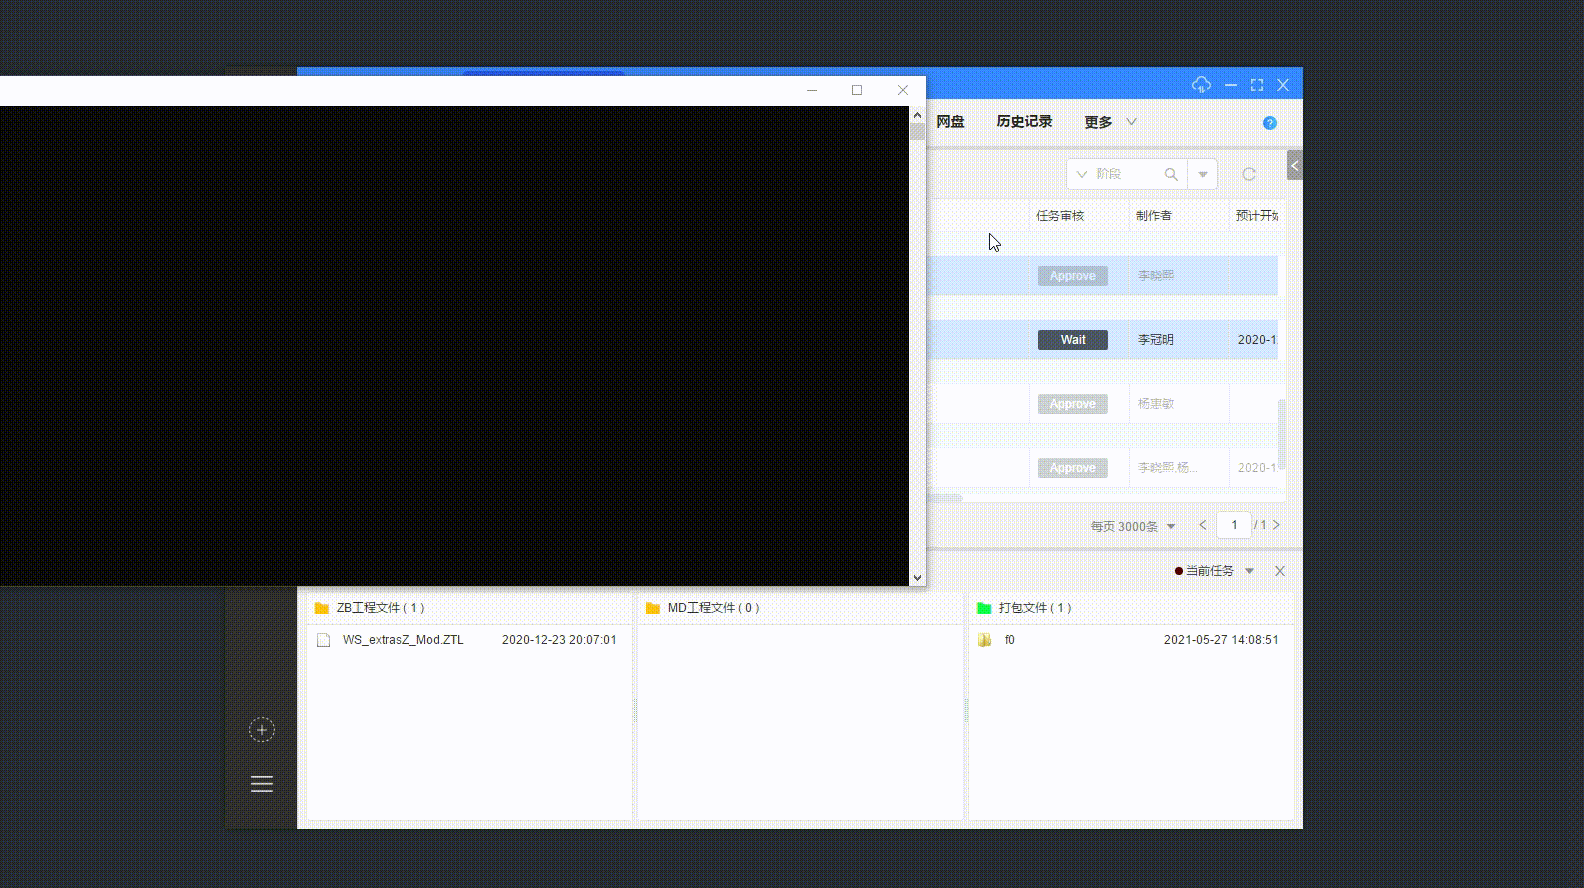 网盘 历史记录 更多 ?
阶段
任务审核 制作者 预计开始
Approve 李晓熙
Wait 李冠明 2020-1
Approve 杨惠敏
Approve 李晓熙,杨... 2020-1
每页 3000条 1 / 1
当前任务
ZB工程文件 ( 1 ) MD工程文件 ( 0 ) 打包文件 ( 1 )
WS_extrasZ_Mod.ZTL 2020-12-23 20:07:01 f0 2021-05-27 14:08:51